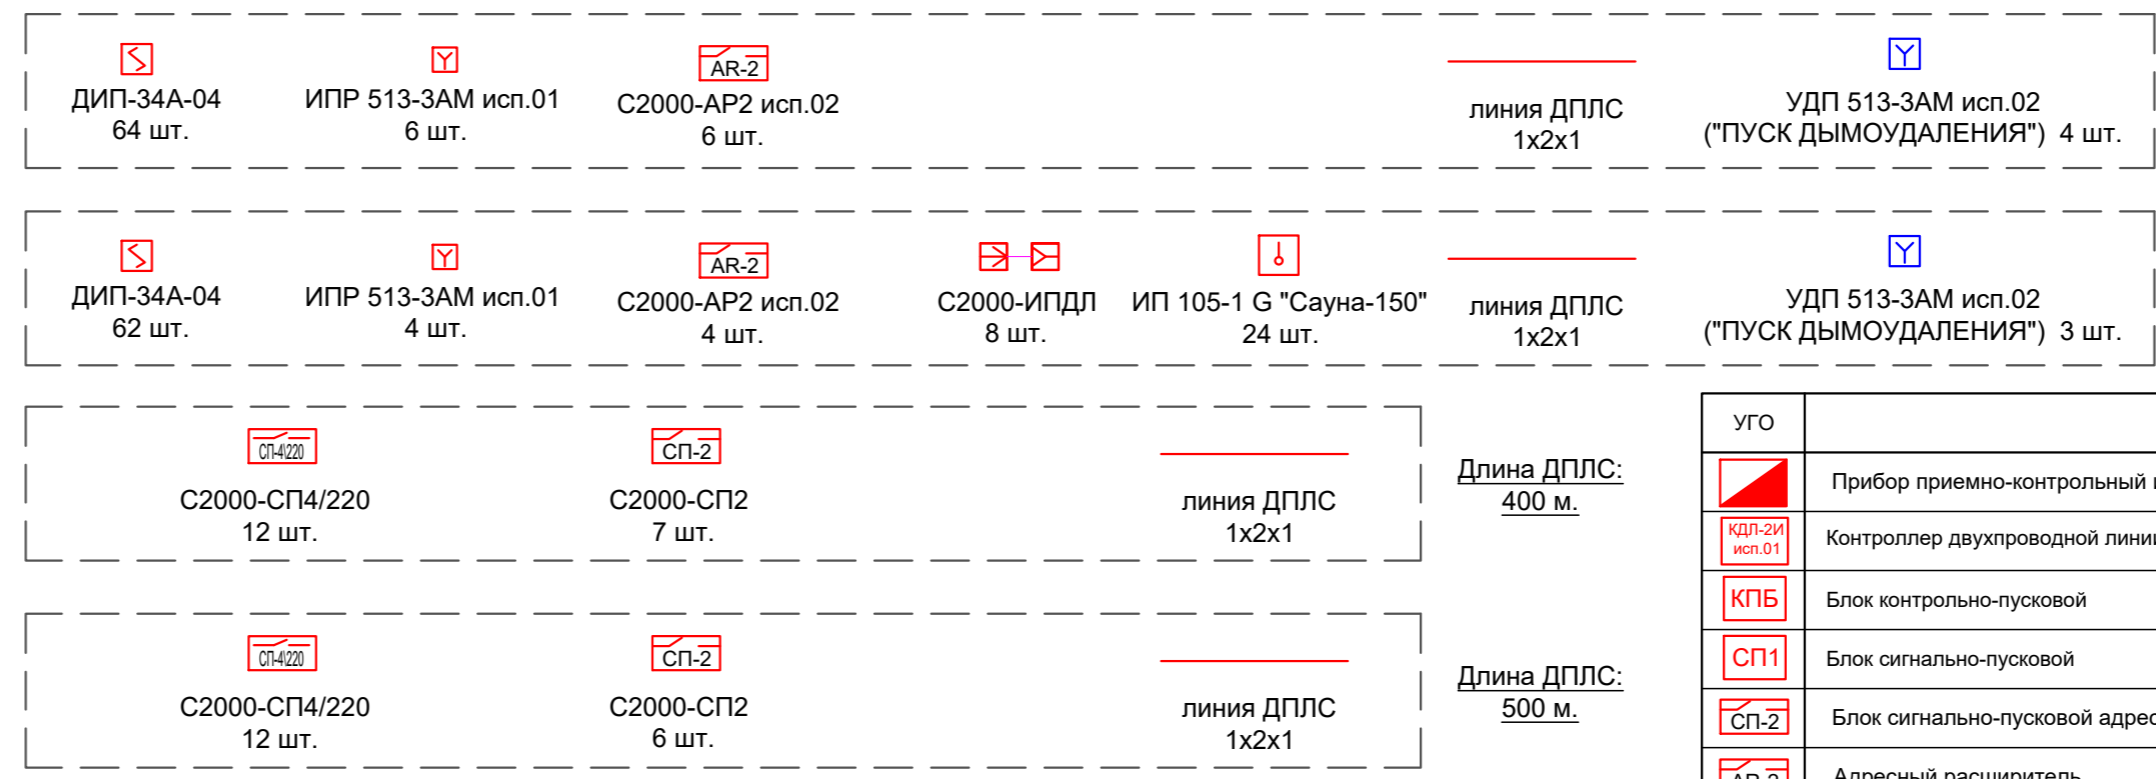 AR-2
ДИП-34А-04
64 шт.
ИПР 513-3АМ исп.01
6 шт.
С2000-АР2 исп.02
6 шт.
линия ДПЛС
1х2х1
УДП 513-3АМ исп.02
("ПУСК ДЫМОУДАЛЕНИЯ") 4 шт.
AR-2
ДИП-34А-04
62 шт.
ИПР 513-3АМ исп.01
4 шт.
С2000-АР2 исп.02
4 шт.
С2000-ИПДЛ
8 шт.
ИП 105-1 G "Сауна-150"
24 шт.
линия ДПЛС
1х2х1
УДП 513-3АМ исп.02
("ПУСК ДЫМОУДАЛЕНИЯ") 3 шт.
СП-4\220
С2000-СП4/220
12 шт.
СП-2
С2000-СП2
7 шт.
линия ДПЛС
1х2х1
Длина ДПЛС:
400 м.
СП-4\220
С2000-СП4/220
12 шт.
СП-2
С2000-СП2
6 шт.
линия ДПЛС
1х2х1
Длина ДПЛС:
500 м.
УГО
Прибор приемно-контрольный
КДЛ-2И
исп.01
Контроллер двухпроводной
КПБ
Блок контрольно-пусковой
СП1
Блок сигнально-пусковой
СП-2
Блок сигнально-пусковой
AR-2
Адресный расширитель